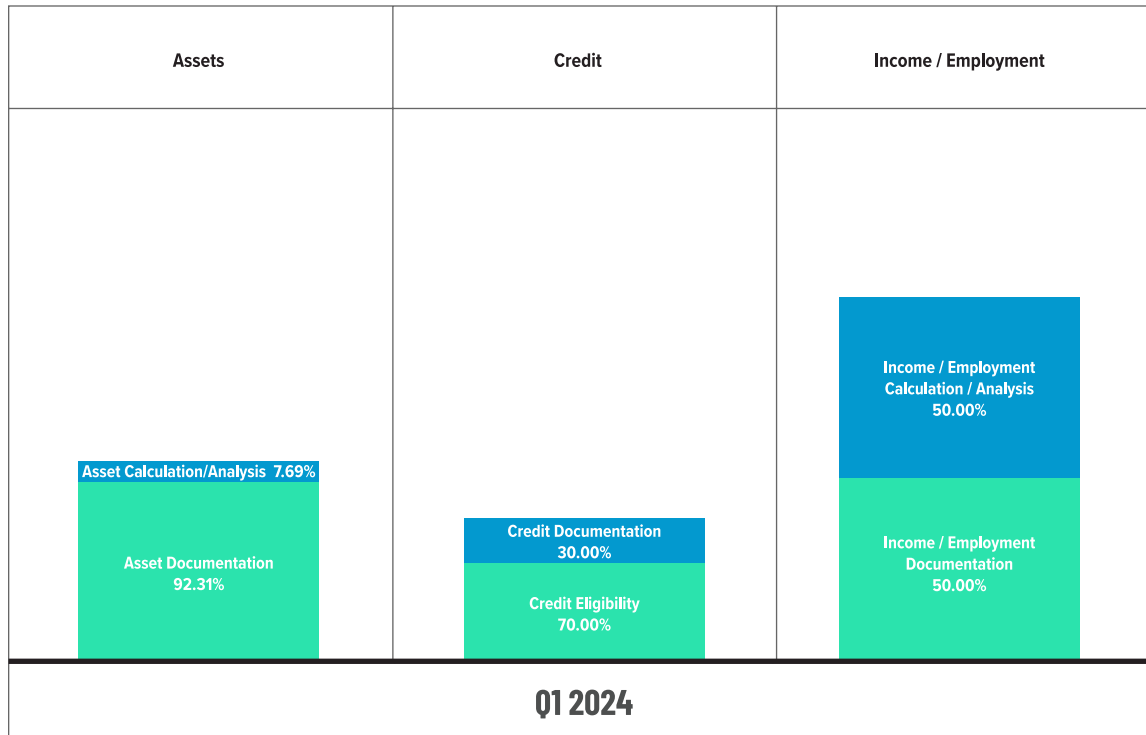 Assets
Credit
Income / Employment
Asset Calculation/Analysis 7.69%
Asset Documentation
92.31%
Credit Documentation
30.00%
Credit Eligibility
70.00%
Income / Employment
Calculation / Analysis
50.00%
Income / Employment
Documentation
50.00%
Q1 2024